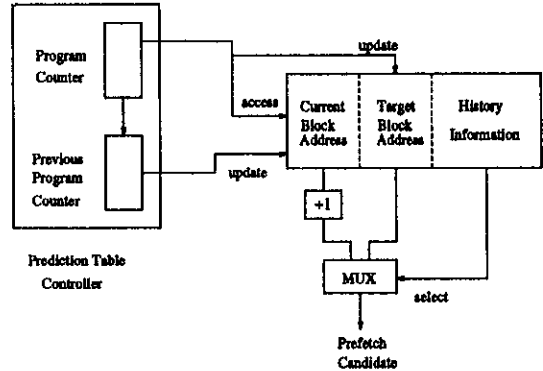 Program
Counter
Previous
Program
Counter
Prediction Table
Controller
update
access
update
Current
Block
Address
Target
Block
Address
History
Information
+1
MUX
select
Prefetch
Candidate